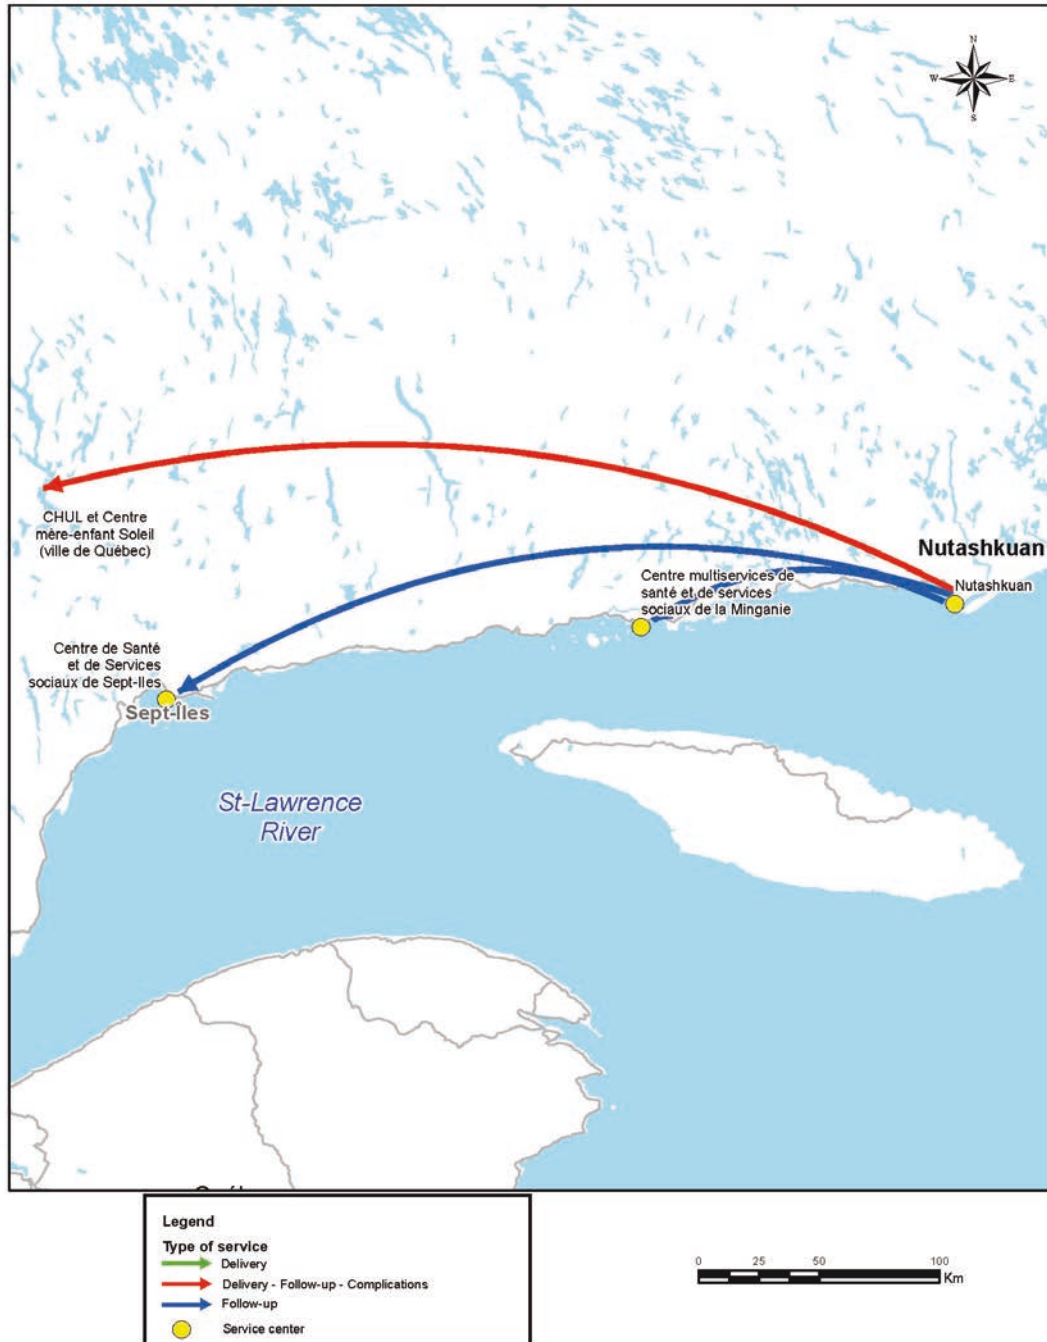 N
W
E
S
CHUL et Centre
mère-enfant Soleil
(ville de Québec)
Nutashkuan
Nutashkuan
Centre multiservices de
santé et de services
sociaux de la Minganie
Centre de Santé
et de Services
sociaux de Sept-Iles
Sept-Îles
St-Lawrence
River
Legend
Type of service
Delivery
Delivery - Follow-up - Complications
Follow-up
Service center
0 25 50 100
Km